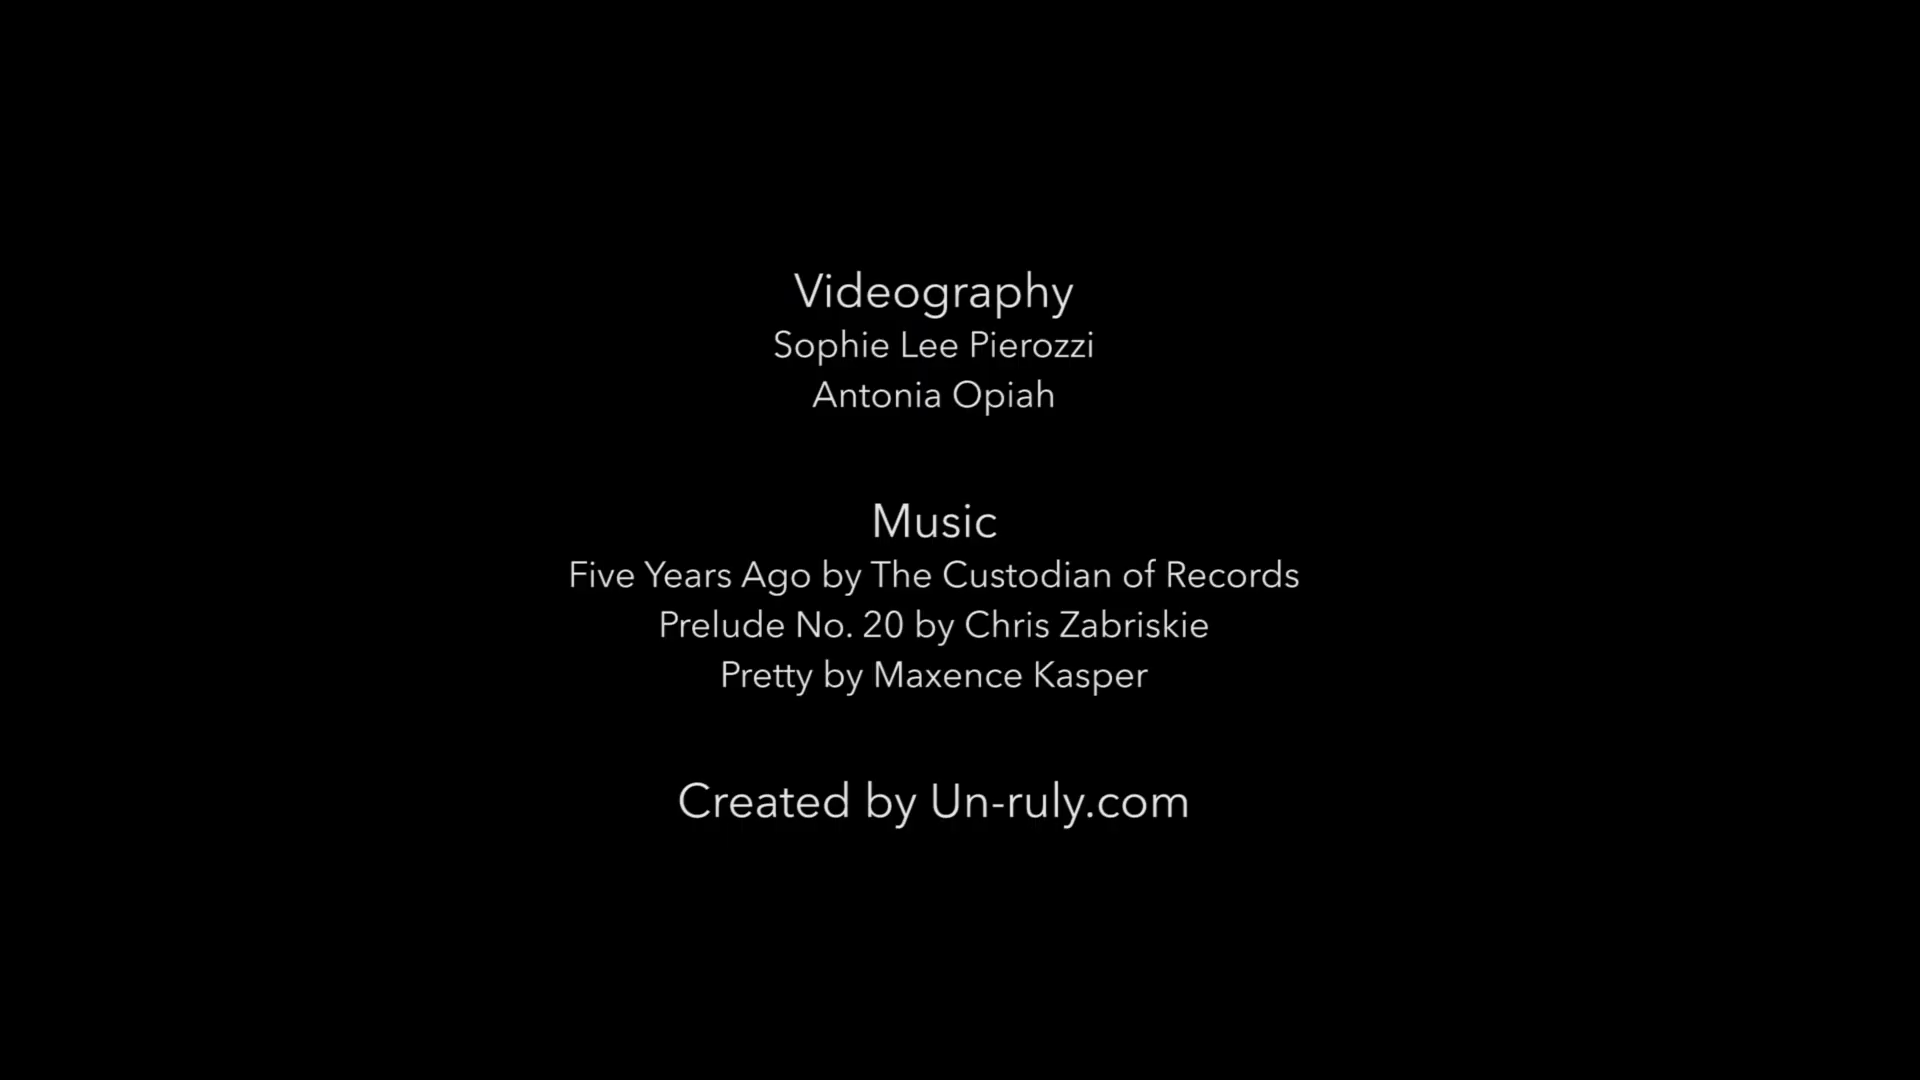 Videography
Sophie Lee Pierozzi
Antonia Opiah
Music
Five Years Ago by The Custodian of Records
Prelude No. 20 by Chris Zabriskie
Pretty by Maxence Kasper
Created by Un-ruly.com